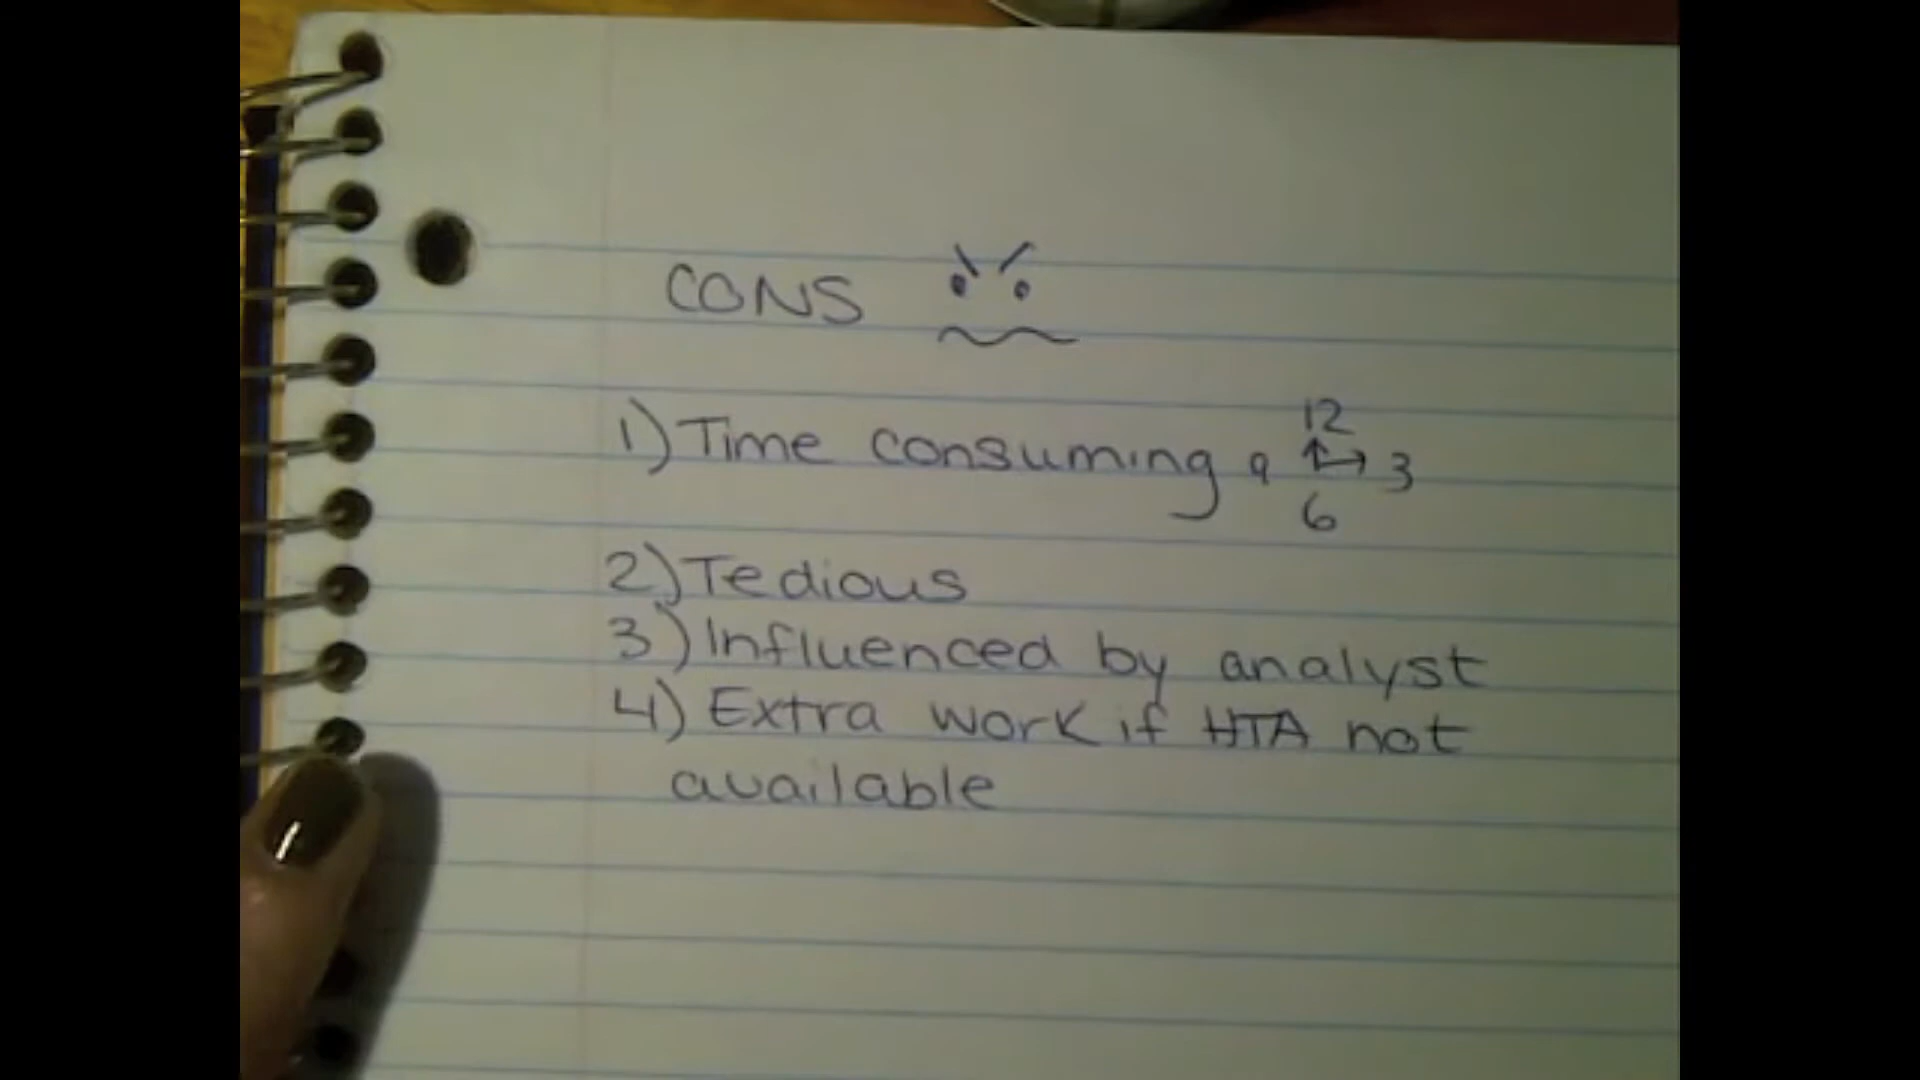 CONS
12
1) Time consuming 9 3
6
2) Tedious
3) Influenced by analyst
4) Extra work if HTA not
available